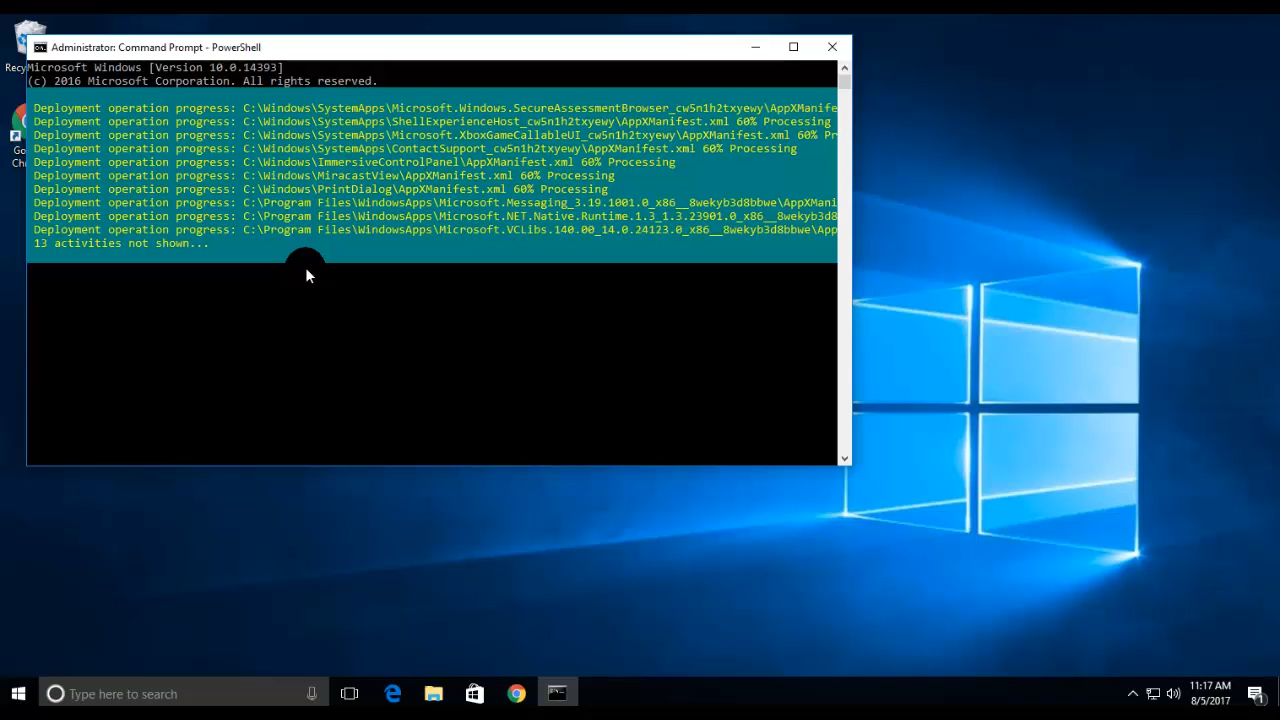 Administrator: Command Prompt - PowerShell
Recy
Microsoft Windows [Version 10.0.14393]
(c) 2016 Microsoft Corporation. All rights reserved.
Deployment operation progress: C:\Windows\SystemApps\Microsoft.Windows.SecureAssessmentBrowser_cw5n1h2txyewy\AppXManife
Deployment operation progress: C:\Windows\SystemApps\ShellExperienceHost_cw5n1h2txyewy\AppXManifest.xml 60% Processing
Deployment operation progress: C:\Windows\SystemApps\Microsoft.XboxGameCallableUI_cw5n1h2txyewy\AppXManifest.xml 60% Pr
Deployment operation progress: C:\Windows\SystemApps\ContactSupport_cw5n1h2txyewy\AppXManifest.xml 60% Processing
Deployment operation progress: C:\Windows\ImmersiveControlPanel\AppXManifest.xml 60% Processing
Deployment operation progress: C:\Windows\MiracastView\AppXManifest.xml 60% Processing
Deployment operation progress: C:\Windows\PrintDialog\AppXManifest.xml 60% Processing
Deployment operation progress: C:\Program Files\WindowsApps\Microsoft.Messaging_3.19.1001.0_x86__8wekyb3d8bbwe\AppXMani
Deployment operation progress: C:\Program Files\WindowsApps\Microsoft.NET.Native.Runtime.1.3_1.3.23901.0_x86__8wekyb3d8
Deployment operation progress: C:\Program Files\WindowsApps\Microsoft.VCLibs.140.00_14.0.24123.0_x86__8wekyb3d8bbwe\App
13 activities not shown...
Go
Chr
Type here to search
11:17 AM
8/5/2017
1